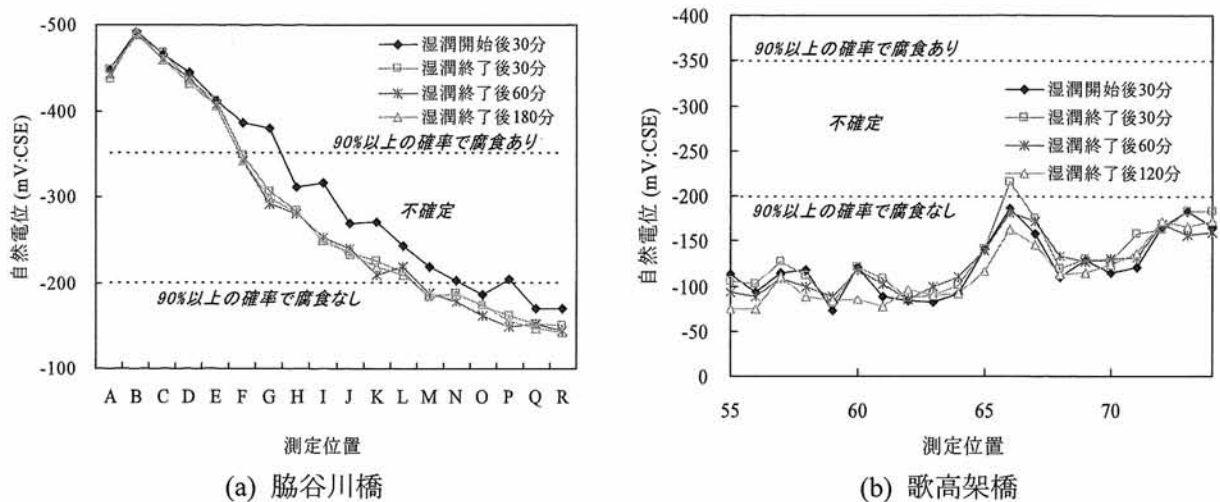 -500
-400
-300
-200
-100
自然電位 (mV:CSE)
湿潤開始後30分
湿潤終了後30分
湿潤終了後60分
湿潤終了後180分
90%以上の確率で腐食あり
不確定
90%以上の確率で腐食なし
A B C D E F G H I J K L M N O P Q R
測定位置
(a) 脇谷川橋
-400
-350
-300
-250
-200
-150
-100
-50
0
自然電位 (mV:CSE)
90%以上の確率で腐食あり
湿潤開始後30分
湿潤終了後30分
湿潤終了後60分
湿潤終了後120分
不確定
90%以上の確率で腐食なし
55 60 65 70
測定位置
(b) 歌高架橋